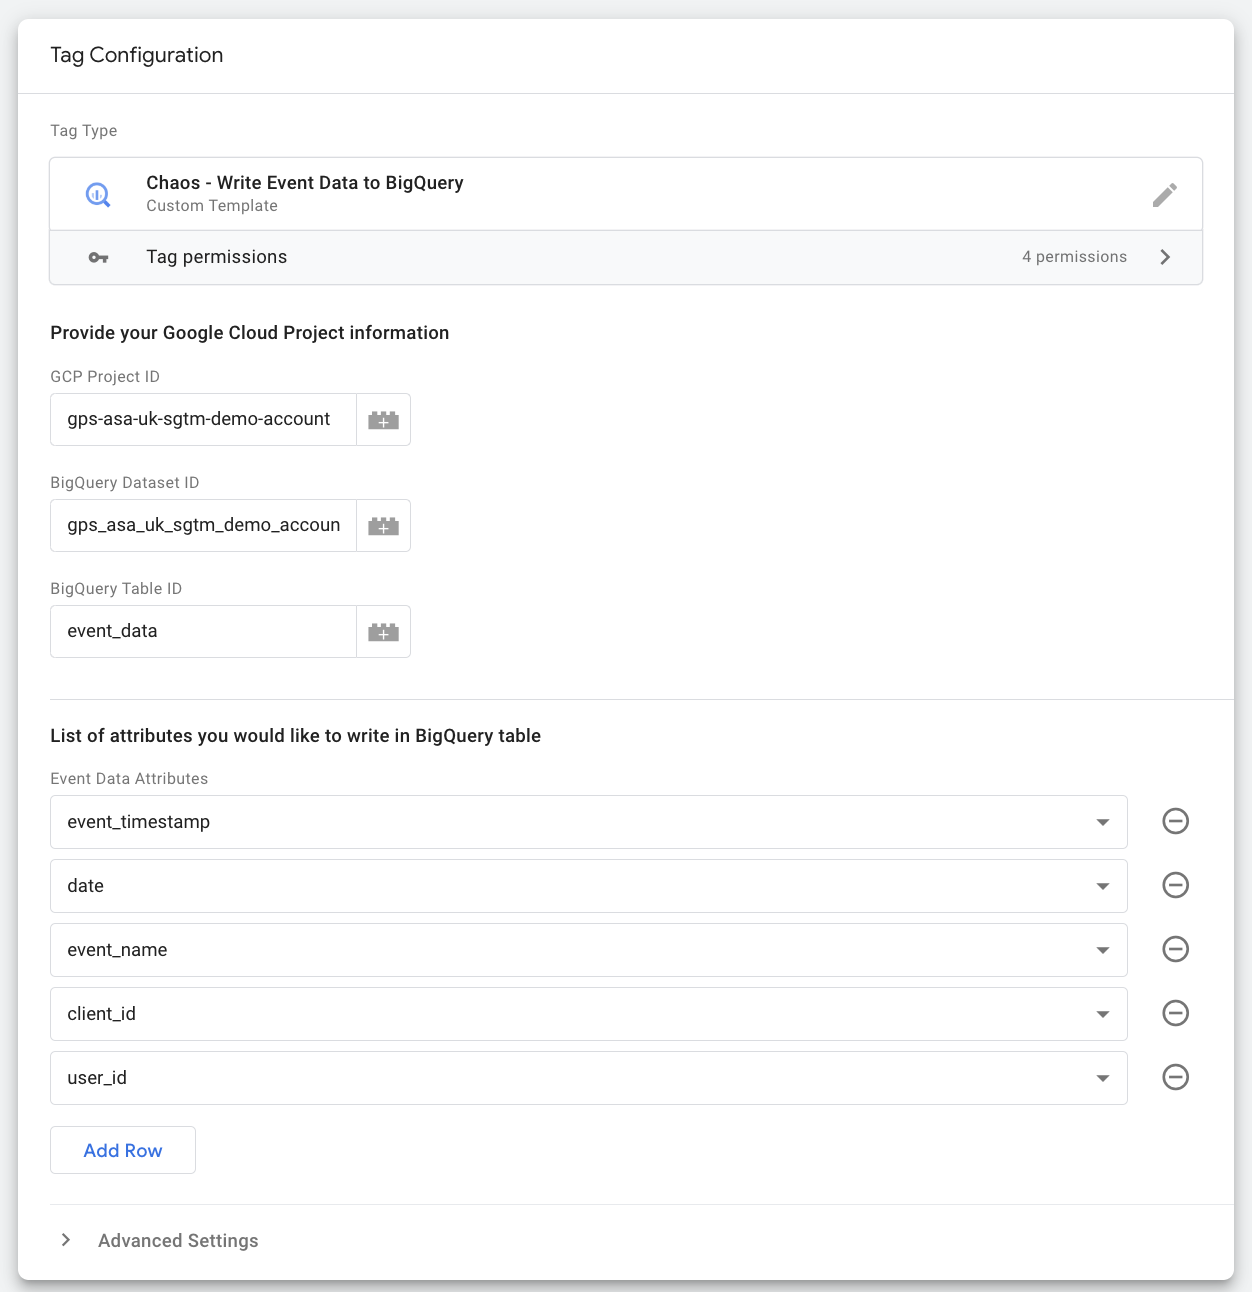 Tag Configuration
Tag Type
Chaos - Write Event Data to BigQuery
Custom Template
Tag permissions
4 permissions
Provide your Google Cloud Project information
GCP Project ID
gps-asa-uk-sgtm-demo-account
BigQuery Dataset ID
gps_asa_uk_sgtm_demo_accoun
BigQuery Table ID
event_data
List of attributes you would like to write in BigQuery table
Event Data Attributes
event_timestamp
date
event_name
client_id
user_id
Add Row
Advanced Settings